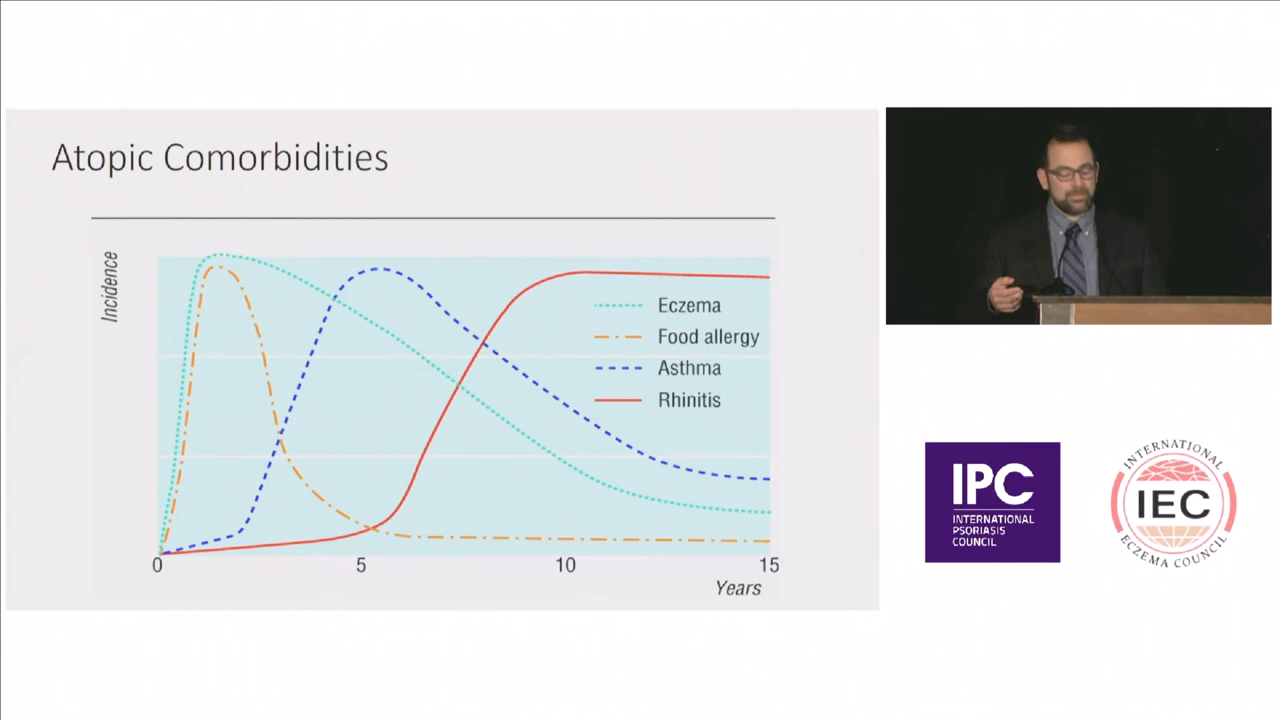 Atopic Comorbidities
Incidence
Eczema
Food allergy
Asthma
Rhinitis
0
5
10
15
Years
IPC
INTERNATIONAL
PSORIASIS
COUNCIL
INTERNATIONAL
IEC
ECZEMA COUNCIL